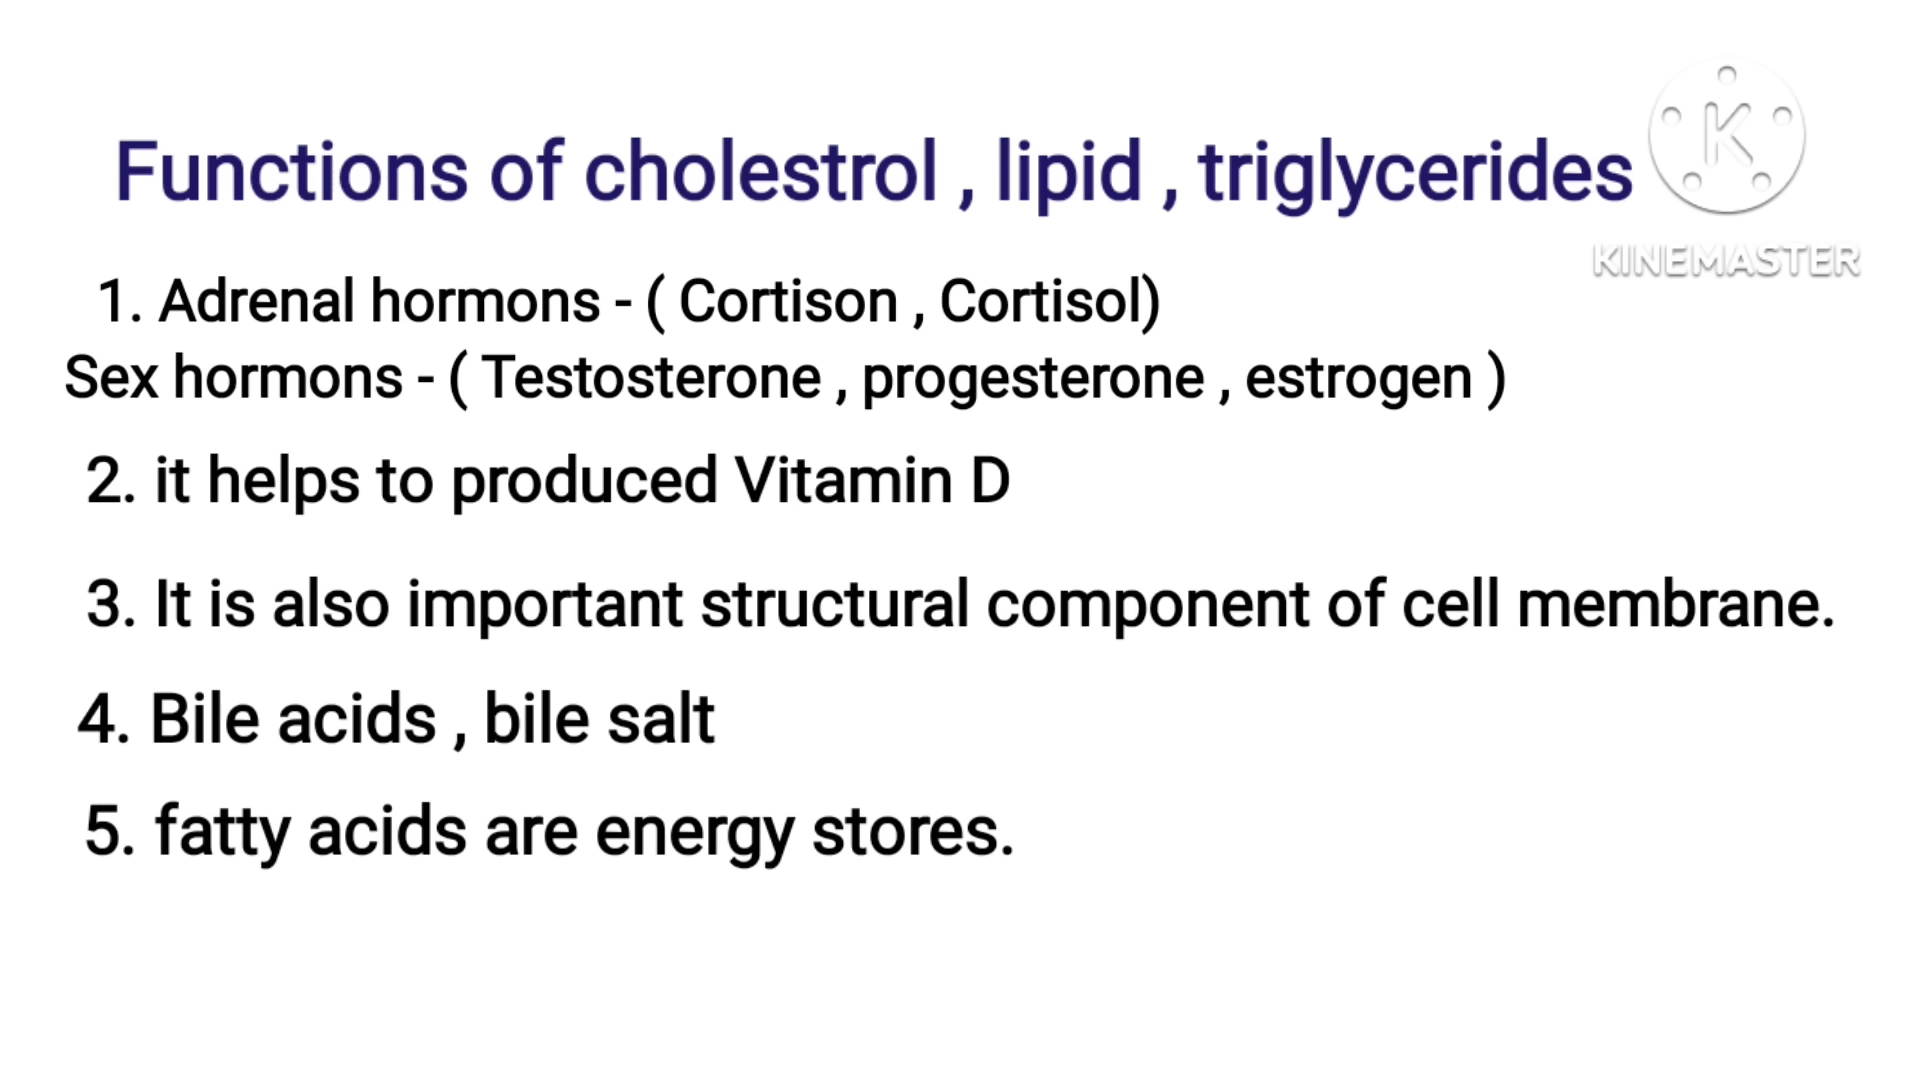 Functions of cholestrol , lipid , triglycerides
K
KINEMASTER
1. Adrenal hormons - ( Cortison , Cortisol)
Sex hormons - ( Testosterone , progesterone , estrogen )
2. it helps to produced Vitamin D
3. It is also important structural component of cell membrane.
4. Bile acids , bile salt
5. fatty acids are energy stores.